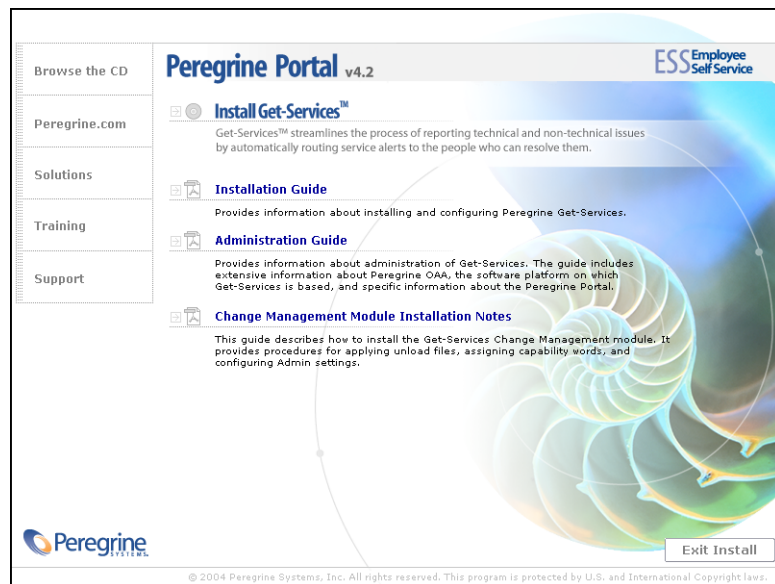 Peregrine Portal v4.2
ESS Employee
Self Service
Browse the CD
Peregrine.com
Solutions
Training
Support
Install Get-Services™
Get-Services™ streamlines the process of reporting technical and non-technical issues
by automatically routing service alerts to the people who can resolve them.
Installation Guide
Provides information about installing and configuring Peregrine Get-Services.
Administration Guide
Provides information about administration of Get-Services. The guide includes
extensive information about Peregrine OAA, the software platform on which
Get-Services is based, and specific information about the Peregrine Portal.
Change Management Module Installation Notes
This guide describes how to install the Get-Services Change Management module. It
provides procedures for applying unload files, assigning capability words, and
configuring Admin settings.
Peregrine
SYSTEMS
Exit Install
© 2004 Peregrine Systems, Inc. All rights reserved. This program is protected by U.S. and International Copyright laws.